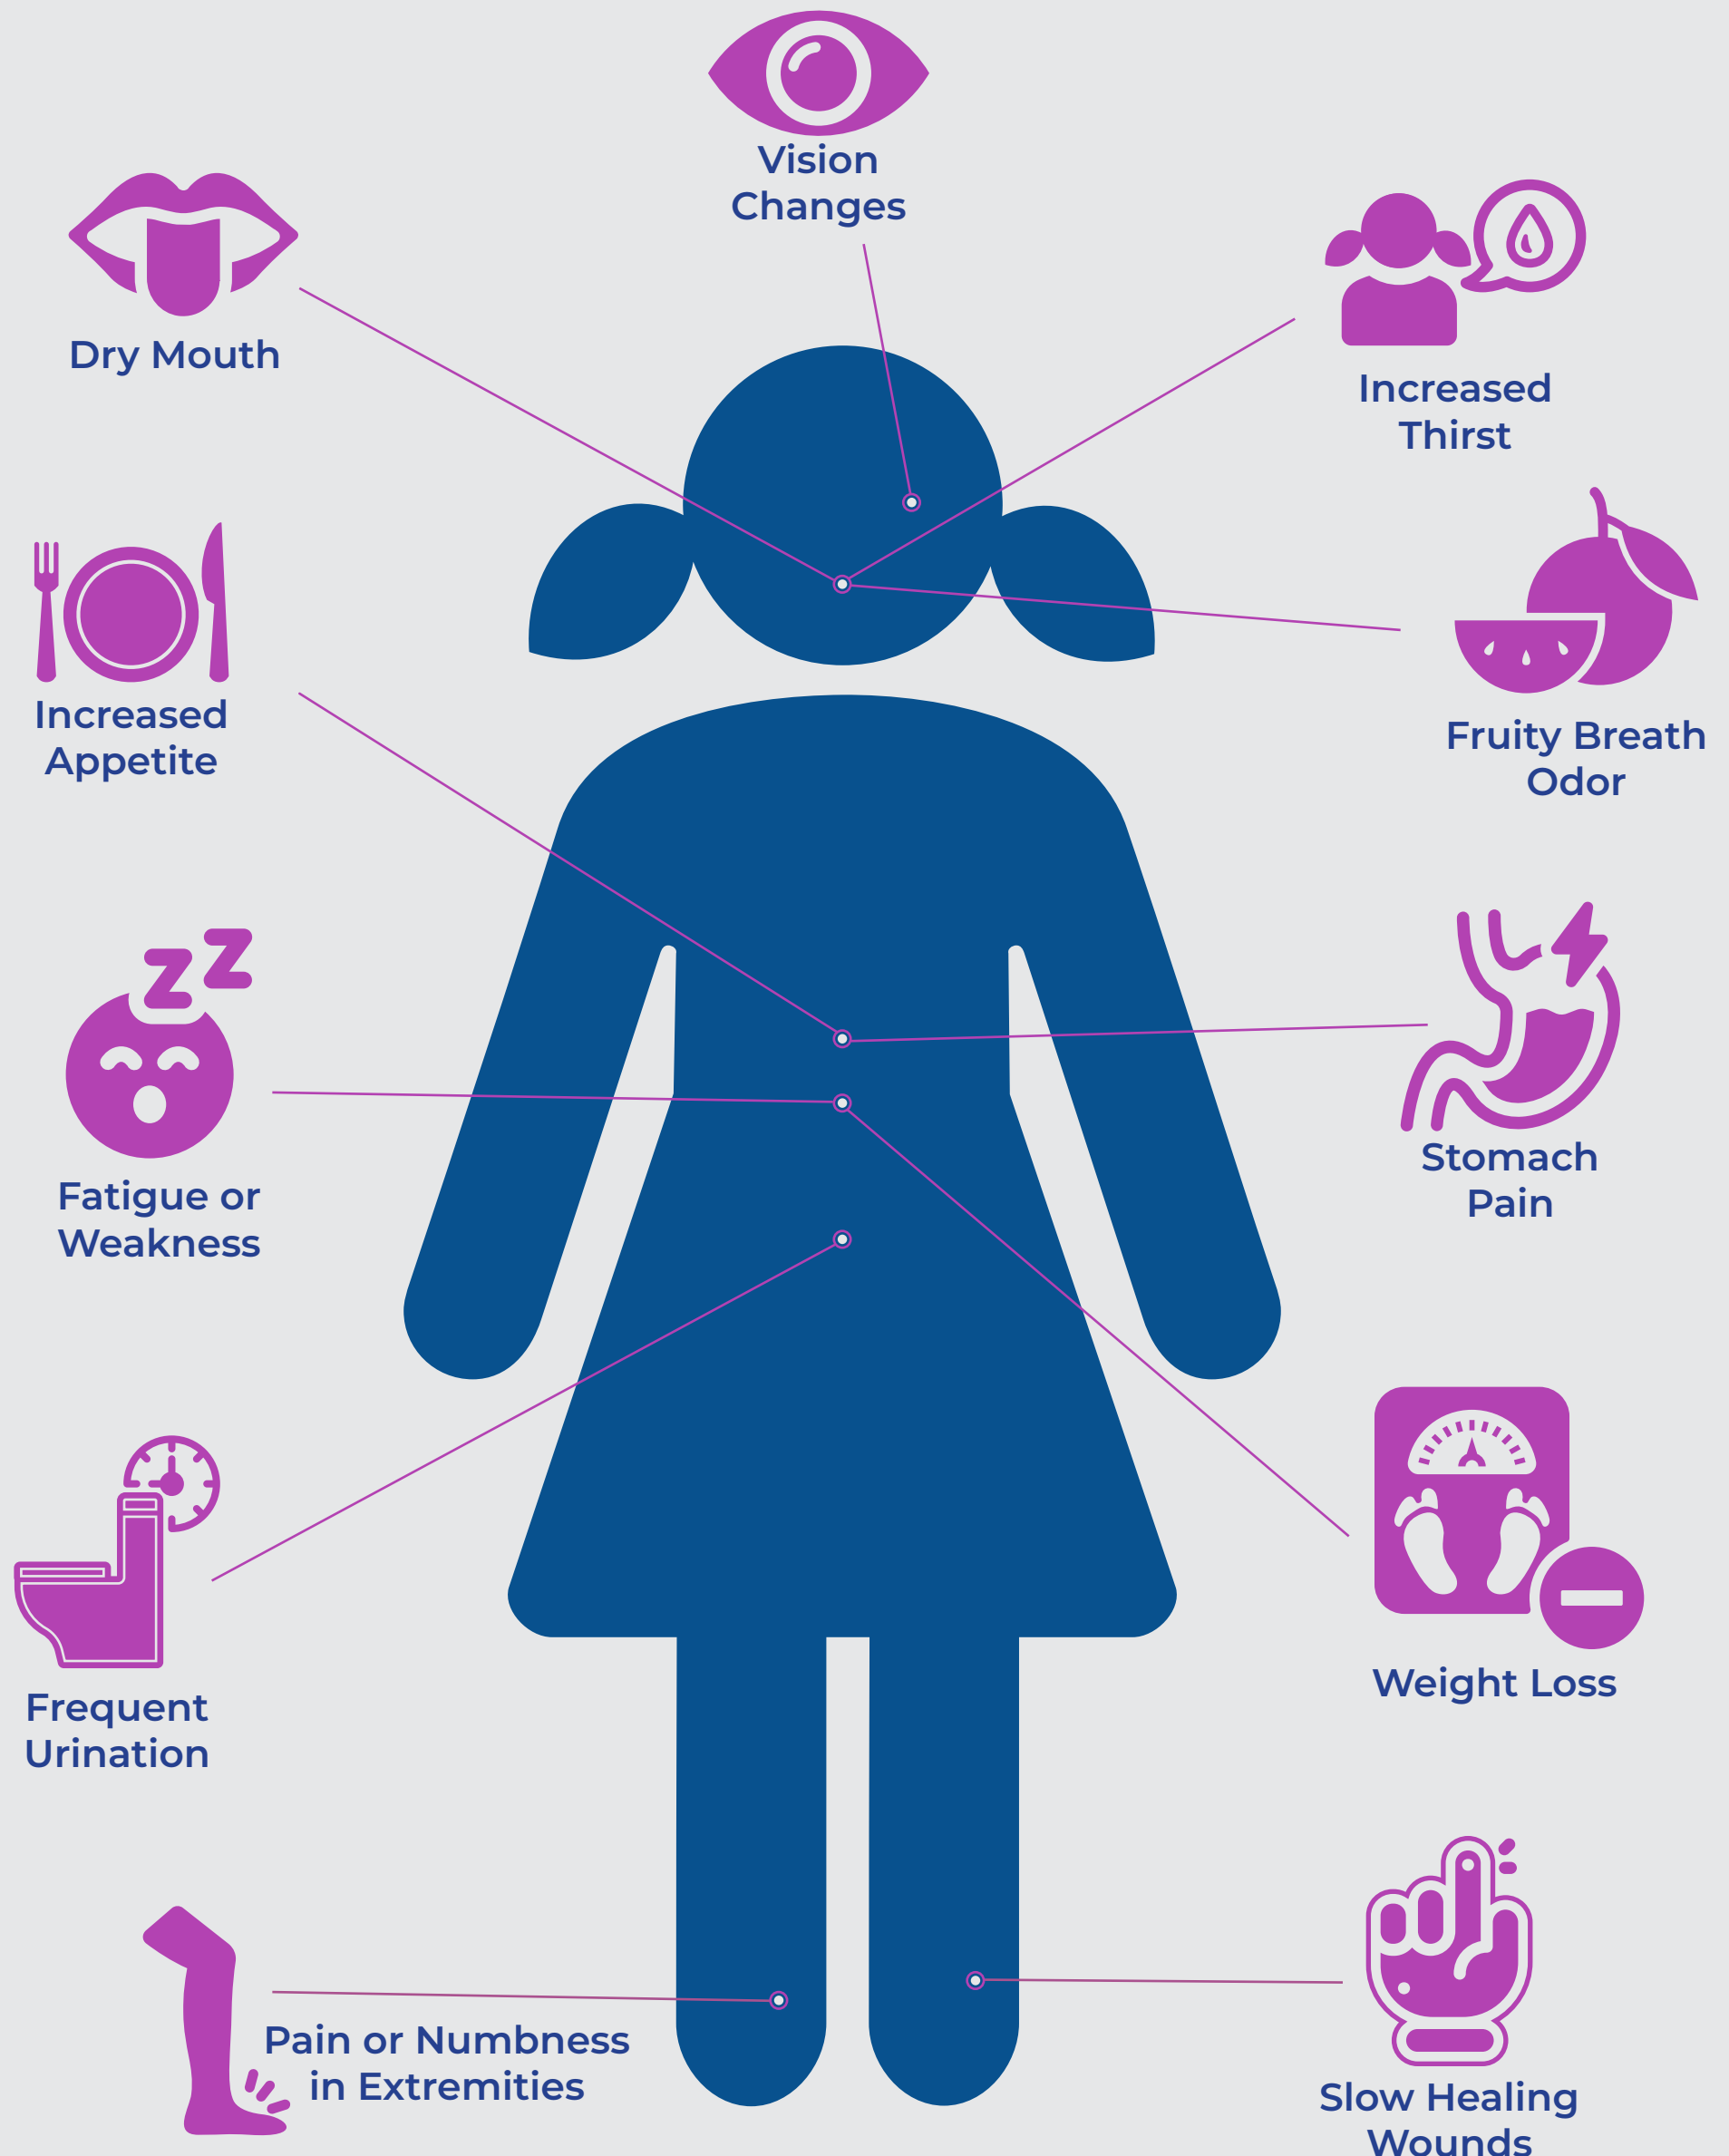 Vision
Changes
Dry Mouth
Increased
Thirst
Increased
Appetite
Fruity Breath
Odor
Fatigue or
Weakness
Stomach
Pain
Frequent
Urination
Weight Loss
Pain or Numbness
in Extremities
Slow Healing
Wounds